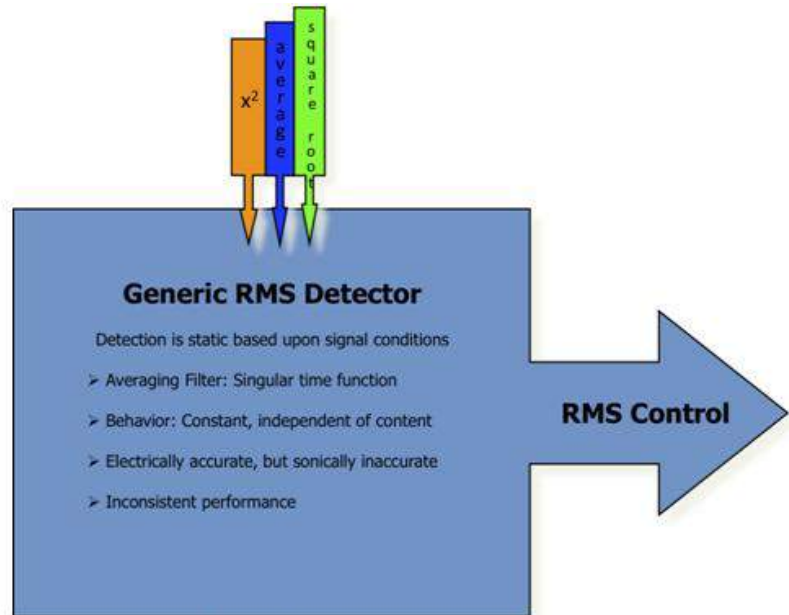 x²
average
square root
Generic RMS Detector
Detection is static based upon signal conditions
➢ Averaging Filter: Singular time function
➢ Behavior: Constant, independent of content
➢ Electrically accurate, but sonically inaccurate
➢ Inconsistent performance
RMS Control